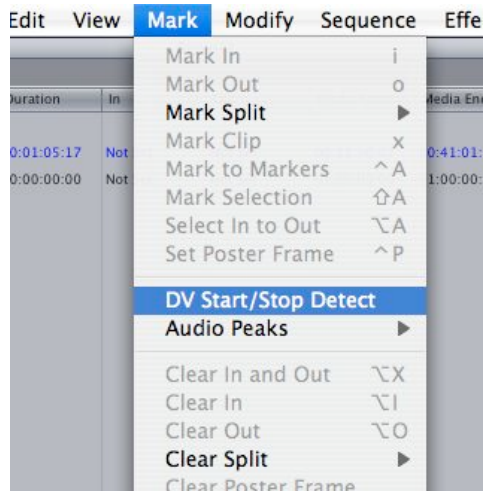 Edit View Mark Modify Sequence Effe
Mark In i
Duration In Mark Out o Media En
Mark Split ▶
0:01:05:17 Not Mark Clip x 0:41:01:
Mark to Markers ^A
0:00:00:00 Not Mark Selection ⇧A 1:00:00:
Select In to Out ⌥A
Set Poster Frame ^P
DV Start/Stop Detect
Audio Peaks ▶
Clear In and Out ⌥X
Clear In ⌥I
Clear Out ⌥O
Clear Split ▶
Clear Poster Frame